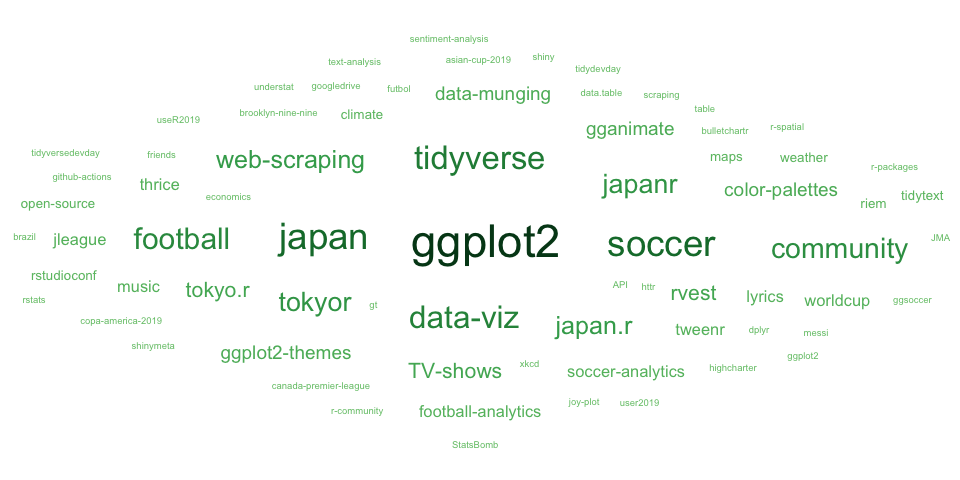 sentiment-analysis
text-analysis asian-cup-2019 shiny
tidydevday
understat googledrive futbol data-munging data.table scraping
brooklyn-nine-nine climate table
useR2019 gganimate bulletchartr r-spatial
tidyversedevday friends web-scraping tidyverse maps weather
github-actions thrice japanr color-palettes r-packages
open-source economics riem tidytext
brazil jleague football japan ggplot2 soccer community JMA
rstudioconf music tokyo.r API httr rvest lyrics worldcup ggsoccer
rstats tokyor gt
copa-america-2019 data-viz japan.r tweenr dplyr messi
shinymeta ggplot2-themes ggplot2
TV-shows xkcd soccer-analytics highcharter
canada-premier-league
r-community football-analytics joy-plot user2019
StatsBomb